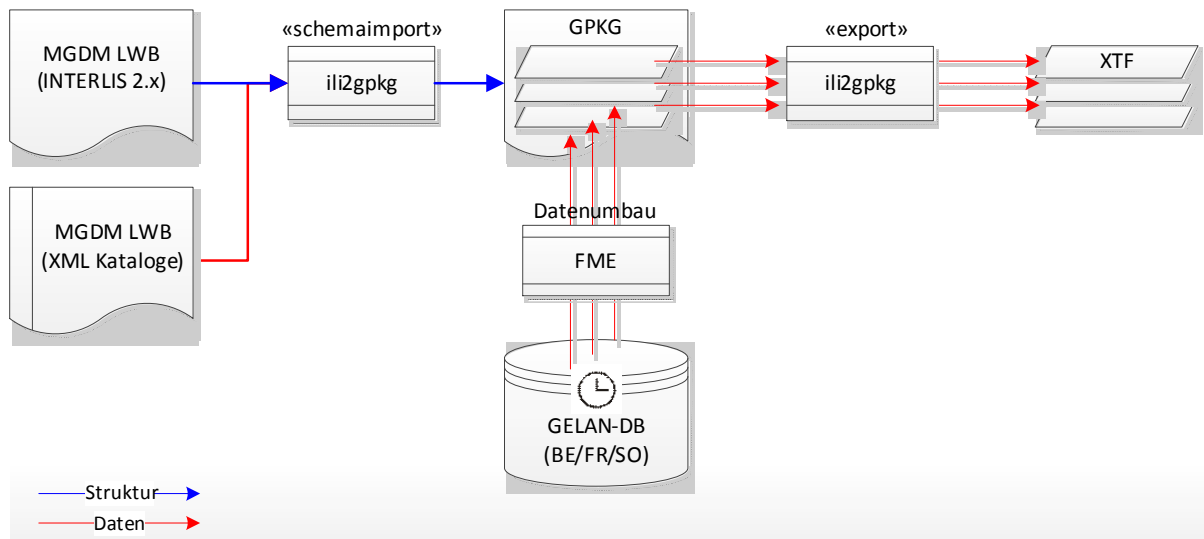 «schemaimport»
GPKG
«export»
MGDM LWB
(INTERLIS 2.x)
ili2gpkg
ili2gpkg
XTF
Datenumbau
MGDM LWB
(XML Kataloge)
FME
GELAN-DB
(BE/FR/SO)
Struktur
Daten